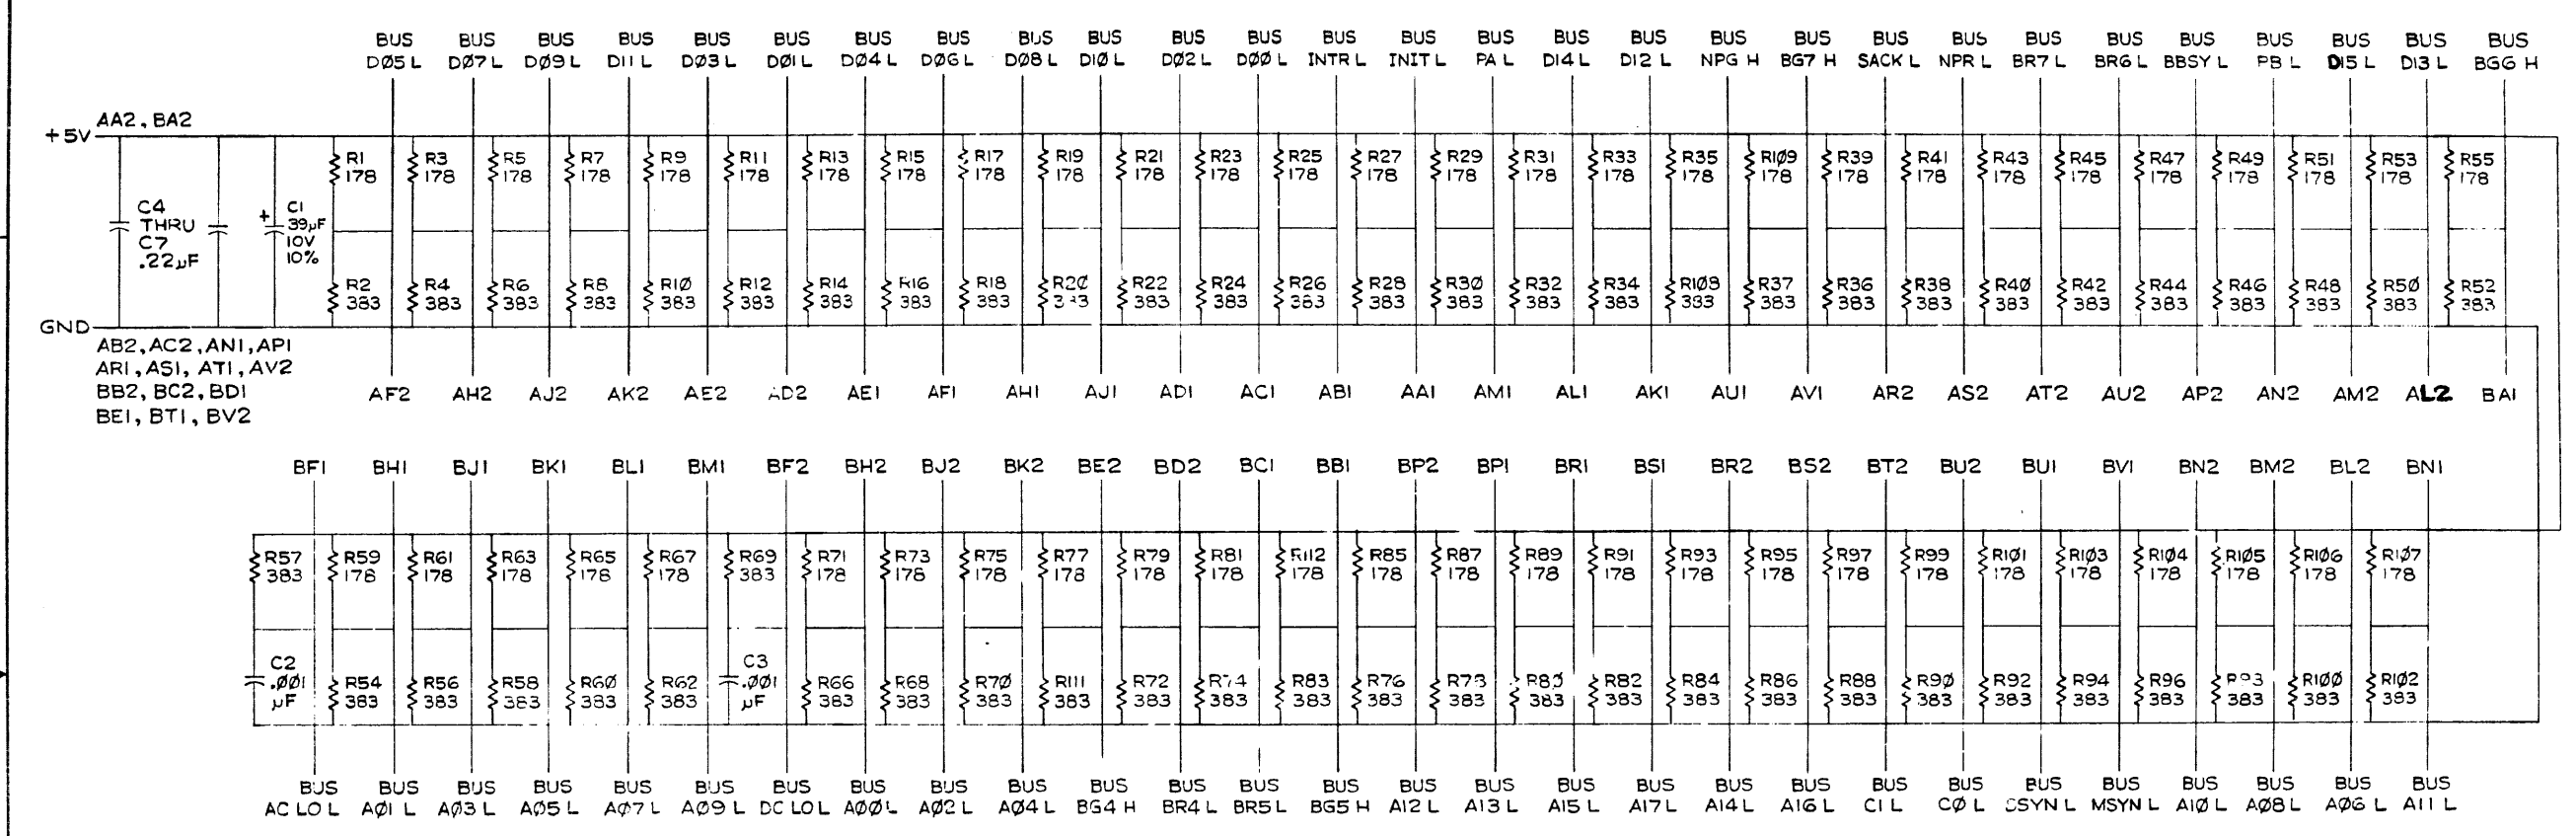 BUS BUS BUS BUS BUS BUS BUS BUS BUS BUS BUS BUS BUS BUS BUS BUS BUS BUS BUS BUS BUS BUS BUS BUS BUS BUS BUS BUS
DØ5 L DØ7 L DØ9 L D11 L DØ3 L DØ1 L DØ4 L DØ6 L DØ8 L D1Ø L DØ2 L DØØ L INTR L INIT L PA L D14 L D12 L NPG H BG7 H SACK L NPR L BR7 L BR6 L BBSY L PB L D15 L D13 L BG6 H
AA2, BA2
+5V
R1 R3 R5 R7 R9 R11 R13 R15 R17 R19 R21 R23 R25 R27 R29 R31 R33 R35 R1Ø9 R39 R41 R43 R45 R47 R49 R51 R53 R55
178 178 178 178 178 178 178 178 178 178 178 178 178 178 178 178 178 178 178 178 178 178 178 178 178 178 178 178
C4
THRU
C7
.22µF
+ C1
39µF
10V
10%
R2 R4 R6 R8 R1Ø R12 R14 R16 R18 R2Ø R22 R24 R26 R28 R3Ø R32 R34 R37 R36 R38 R4Ø R42 R44 R46 R48 R5Ø R52
383 383 383 383 383 383 383 383 383 383 383 383 383 383 383 383 383 383 383 383 383 383 383 383 383 383
GND
AB2, AC2, AN1, AP1
AR1, AS1, AT1, AV2
BB2, BC2, BD1
BE1, BT1, BV2
AF2 AH2 AJ2 AK2 AE2 AD2 AE1 AF1 AH1 AJ1 AD1 AC1 AB1 AA1 AM1 AL1 AK1 AU1 AV1 AR2 AS2 AT2 AU2 AP2 AN2 AM2 AL2 BA1
BF1 BH1 BJ1 BK1 BL1 BM1 BF2 BH2 BJ2 BK2 BE2 BD2 BC1 BB1 BP2 BP1 BR1 BS1 BR2 BS2 BT2 BU2 BU1 BV1 BN2 BM2 BL2 BN1
R57 R59 R61 R63 R65 R67 R69 R71 R73 R75 R77 R79 R81 R112 R85 R87 R89 R91 R93 R95 R97 R99 R1Ø1 R1Ø3 R1Ø4 R1Ø5 R1Ø6 R1Ø7
383 178 178 178 178 178 383 178 178 178 178 178 178 178 178 178 178 178 178 178 178 178 178 178 178 178 178 178
C2
.ØØ1
µF
C3
.ØØ1
µF
R54 R56 R58 R6Ø R62 R66 R68 R7Ø R111 R72 R74 R83 R76 R8Ø R82 R84 R86 R88 R9Ø R92 R94 R96 R1ØØ R1Ø2
383 383 383 383 383 383 383 383 383 383 383 383 383 383 383 383 383 383 383 383 383 383 383 383 383 383
BUS BUS BUS BUS BUS BUS BUS BUS BUS BUS BUS BUS BUS BUS BUS BUS BUS BUS BUS BUS BUS BUS BUS BUS BUS BUS BUS BUS
AC LO L AØ1 L AØ3 L AØ5 L AØ7 L AØ9 L DC LO L AØØ L AØ2 L AØ4 L BG4 H BR4 L BR5 L BG5 H A12 L A13 L A15 L A17 L A14 L A16 L C1 L CØ L SSYN L MSYN L A1Ø L AØ8 L AØ6 L A11 L